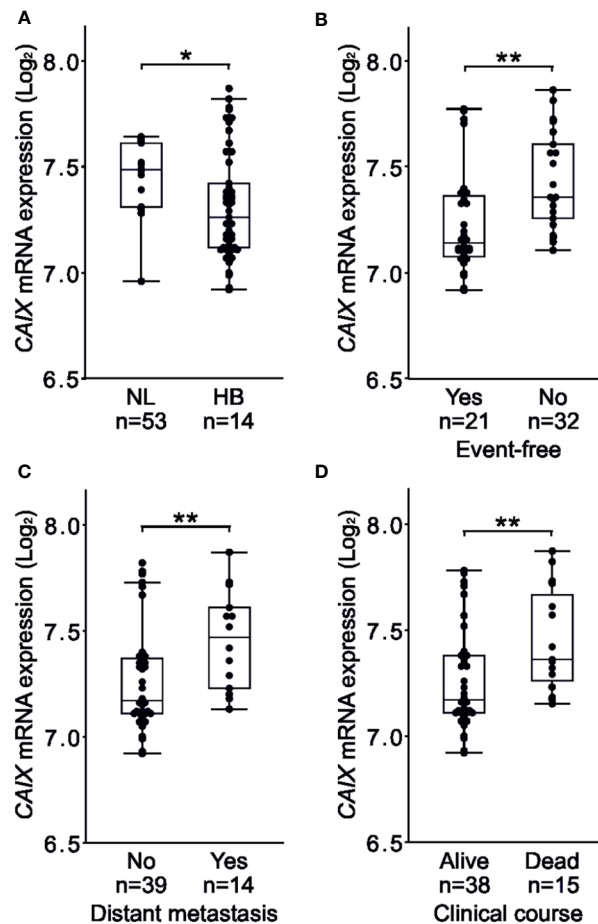 A
CAIX mRNA expression (Log₂)
8.0
7.5
7.0
6.5
*
NL HB
n=53 n=14
B
CAIX mRNA expression (Log₂)
8.0
7.5
7.0
6.5
**
Yes No
n=21 n=32
Event-free
C
CAIX mRNA expression (Log₂)
8.0
7.5
7.0
6.5
**
No Yes
n=39 n=14
Distant metastasis
D
CAIX mRNA expression (Log₂)
8.0
7.5
7.0
6.5
**
Alive Dead
n=38 n=15
Clinical course